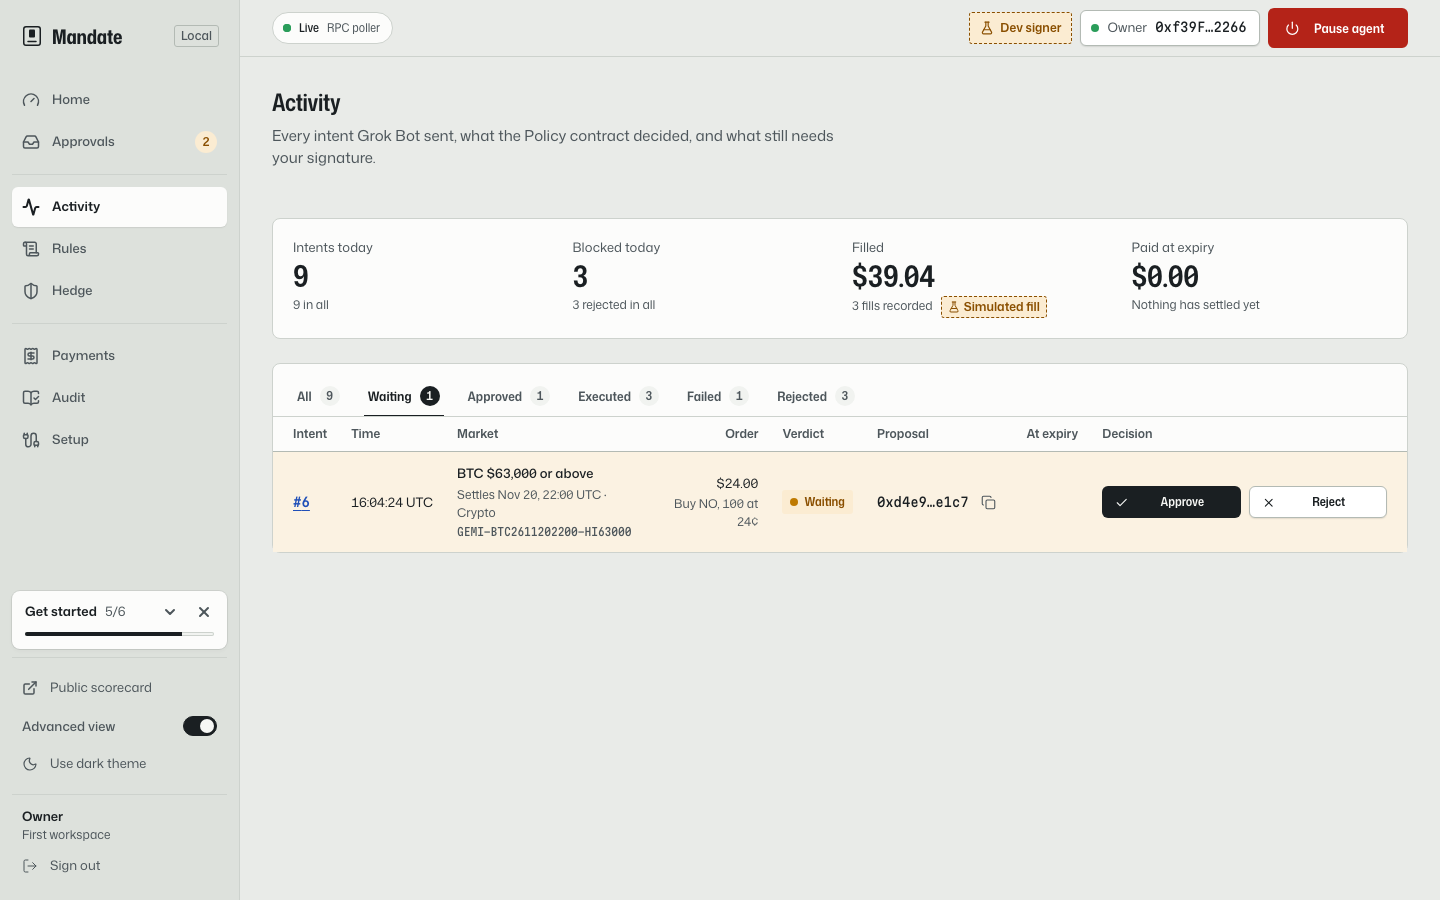 Mandate
Local
Home
Approvals 2
Activity
Rules
Hedge
Payments
Audit
Setup
Get started 5/6
Public scorecard
Advanced view
Use dark theme
Owner
First workspace
Sign out
Live RPC poller
Dev signer
Owner 0xf39F…2266
Pause agent
Activity
Every intent Grok Bot sent, what the Policy contract decided, and what still needs
your signature.
Intents today
9
9 in all
Blocked today
3
3 rejected in all
Filled
$39.04
3 fills recorded Simulated fill
Paid at expiry
$0.00
Nothing has settled yet
All 9 Waiting 1 Approved 1 Executed 3 Failed 1 Rejected 3
Intent Time Market Order Verdict Proposal At expiry Decision
#6
16:04:24 UTC
BTC $63,000 or above
Settles Nov 20, 22:00 UTC ·
Crypto
GEMI-BTC2611202200-HI63000
$24.00
Buy NO, 100 at
24¢
Waiting
0xd4e9…e1c7
Approve
Reject